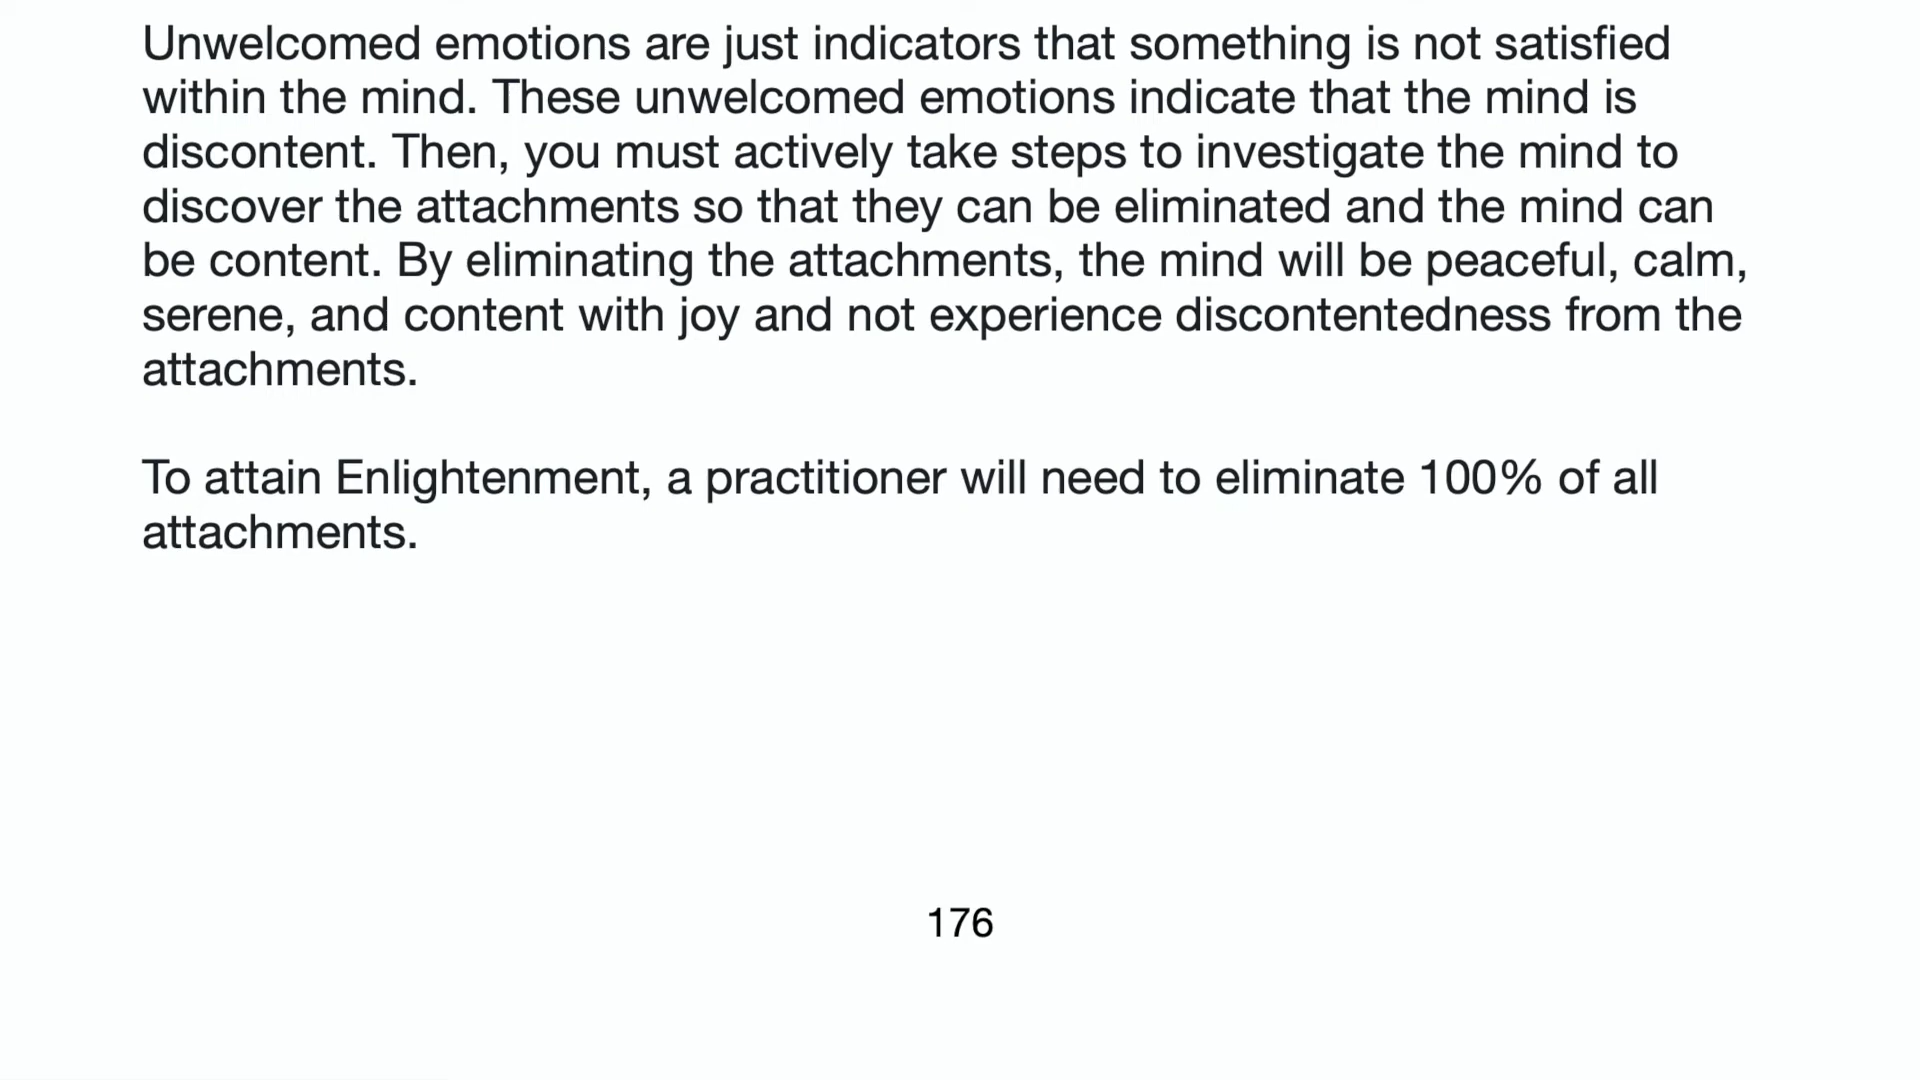 Unwelcomed emotions are just indicators that something is not satisfied
within the mind. These unwelcomed emotions indicate that the mind is
discontent. Then, you must actively take steps to investigate the mind to
discover the attachments so that they can be eliminated and the mind can
be content. By eliminating the attachments, the mind will be peaceful, calm,
serene, and content with joy and not experience discontentedness from the
attachments.
To attain Enlightenment, a practitioner will need to eliminate 100% of all
attachments.
176